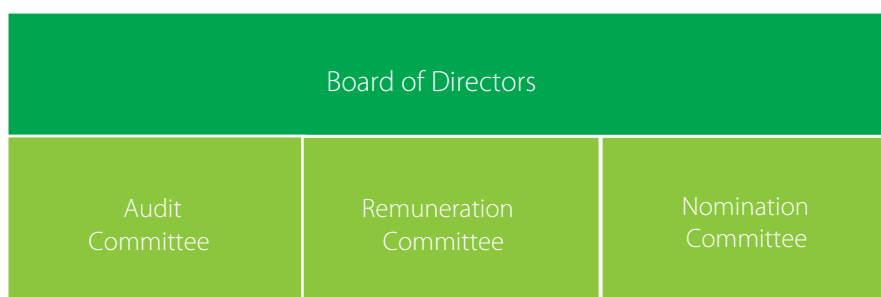 Board of Directors
Audit
Committee
Remuneration
Committee
Nomination
Committee